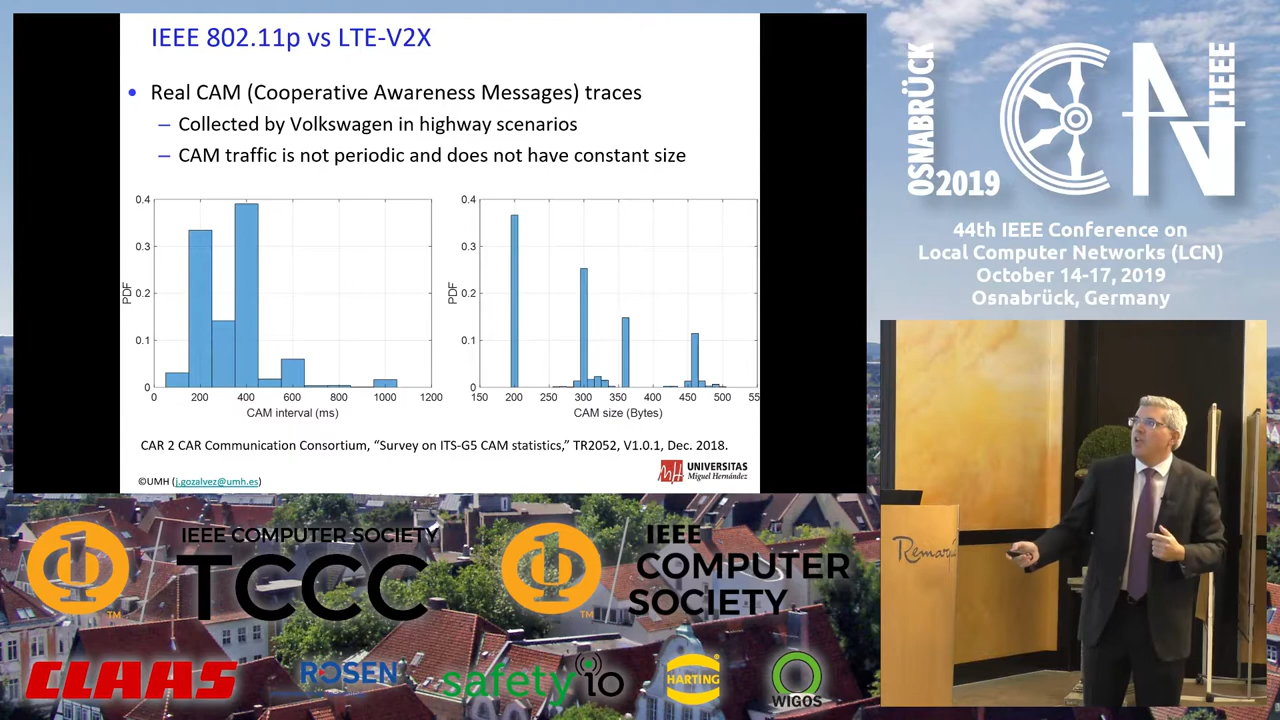 IEEE 802.11p vs LTE-V2X
• Real CAM (Cooperative Awareness Messages) traces
– Collected by Volkswagen in highway scenarios
– CAM traffic is not periodic and does not have constant size
0.4
0.3
0.2
0.1
0
PDF
0 200 400 600 800 1000 1200
CAM interval (ms)
0.4
0.3
0.2
0.1
0
PDF
150 200 250 300 350 400 450 500 55
CAM size (Bytes)
CAR 2 CAR Communication Consortium, “Survey on ITS-G5 CAM statistics,” TR2052, V1.0.1, Dec. 2018.
©UMH (j.gozalvez@umh.es)
UNIVERSITAS
Miguel Hernández
OSNABRÜCK
2019
CN
IEEE
44th IEEE Conference on
Local Computer Networks (LCN)
October 14-17, 2019
Osnabrück, Germany
IEEE COMPUTER SOCIETY
TCCC
TM
IEEE
COMPUTER
SOCIETY
TM
CLAAS
ROSEN
safety io
HARTING
WIGOS